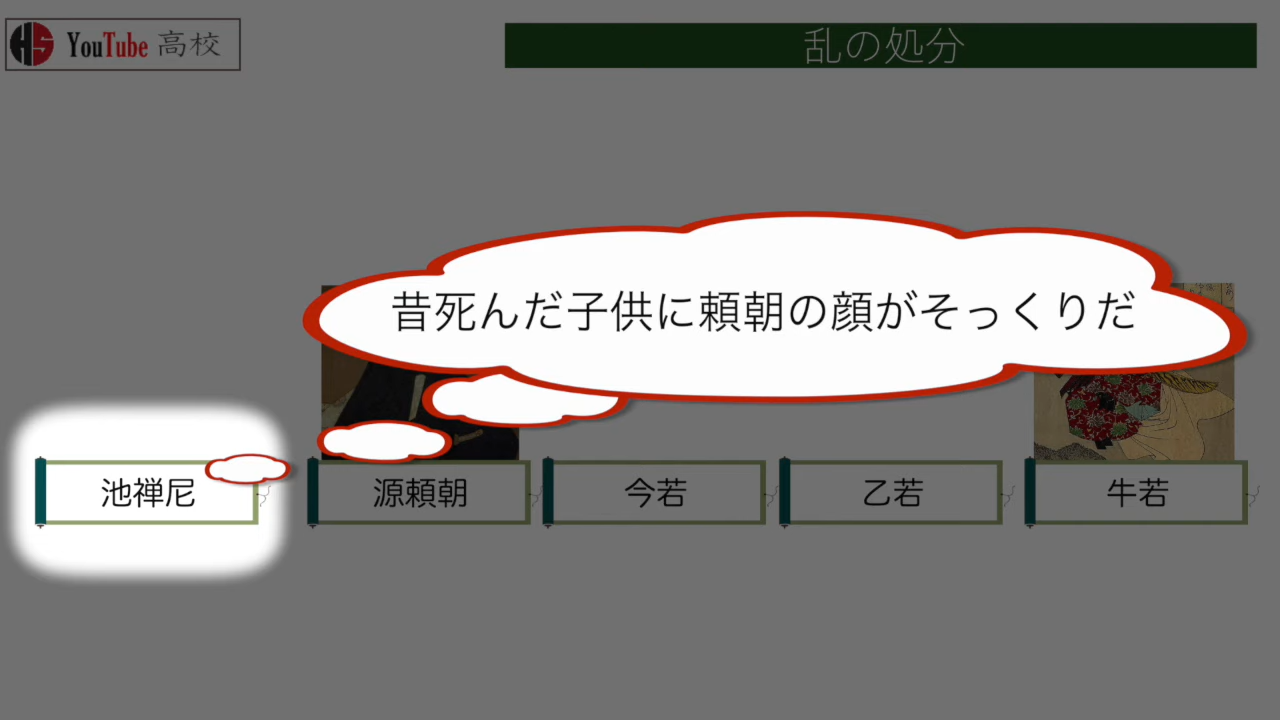 YouTube 高校
乱の処分
昔死んだ子供に頼朝の顔がそっくりだ
池禅尼
源頼朝
今若
乙若
牛若